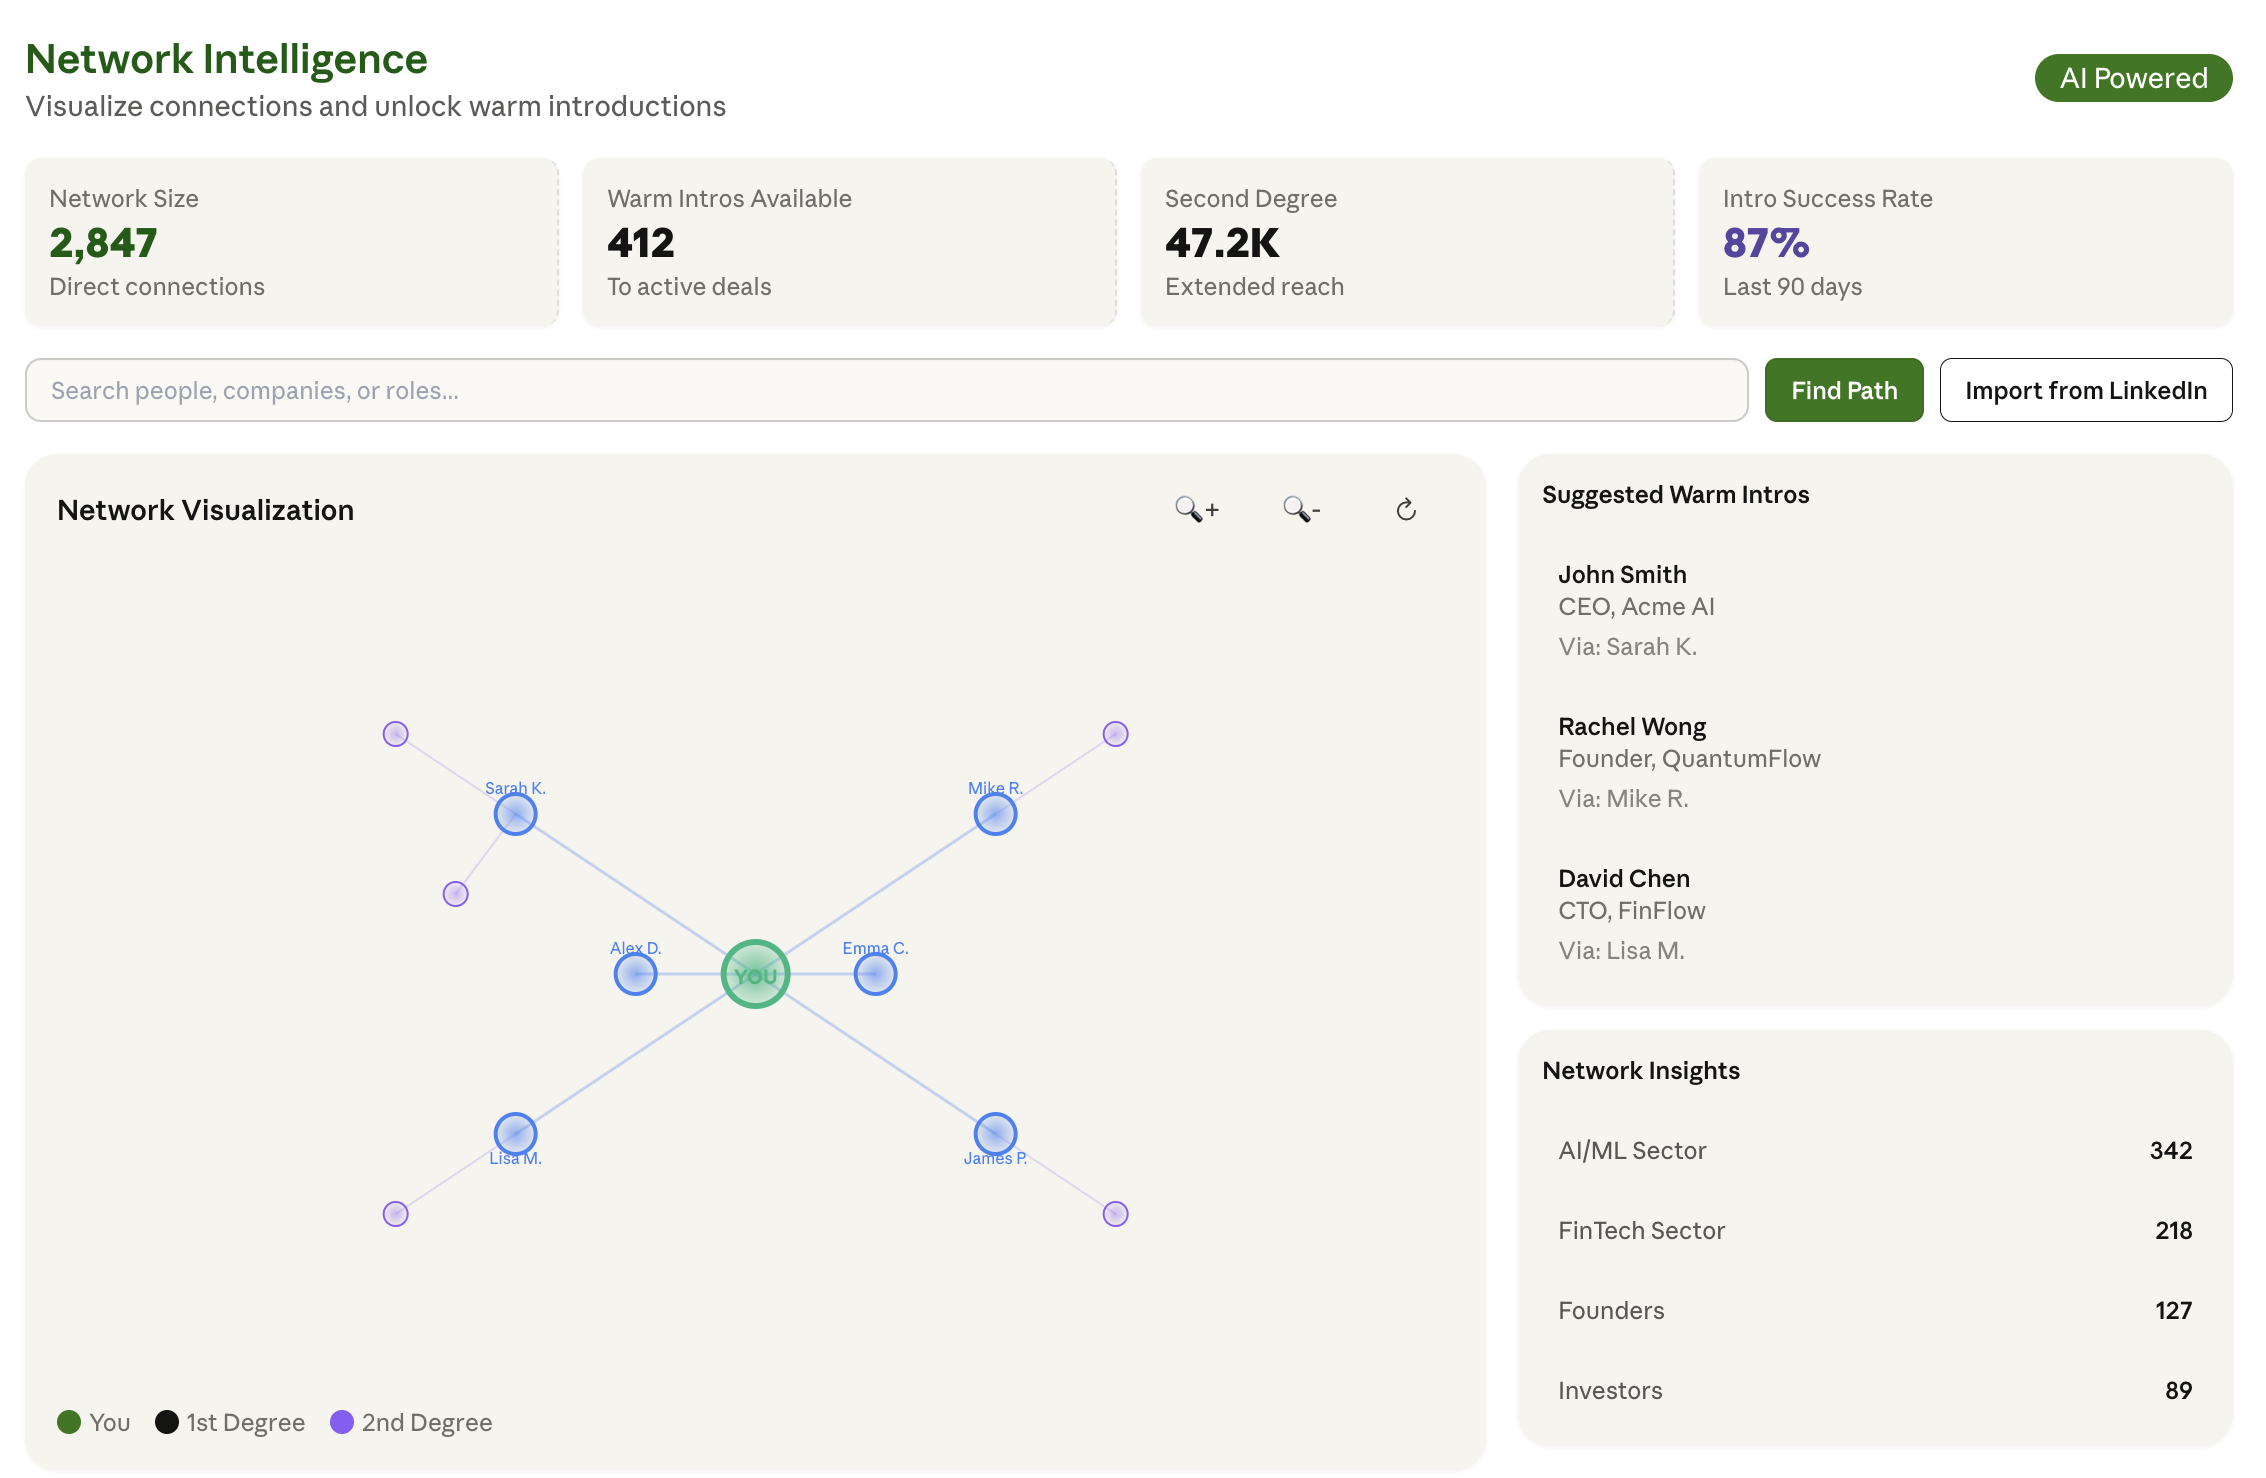 Network Intelligence
Visualize connections and unlock warm introductions
AI Powered
Network Size
2,847
Direct connections
Warm Intros Available
412
To active deals
Second Degree
47.2K
Extended reach
Intro Success Rate
87%
Last 90 days
Search people, companies, or roles...
Find Path
Import from LinkedIn
Network Visualization
+
-
Sarah K.
Mike R.
Alex D.
YOU
Emma C.
Lisa M.
James P.
You
1st Degree
2nd Degree
Suggested Warm Intros
John Smith
CEO, Acme AI
Via: Sarah K.
Rachel Wong
Founder, QuantumFlow
Via: Mike R.
David Chen
CTO, FinFlow
Via: Lisa M.
Network Insights
AI/ML Sector 342
FinTech Sector 218
Founders 127
Investors 89